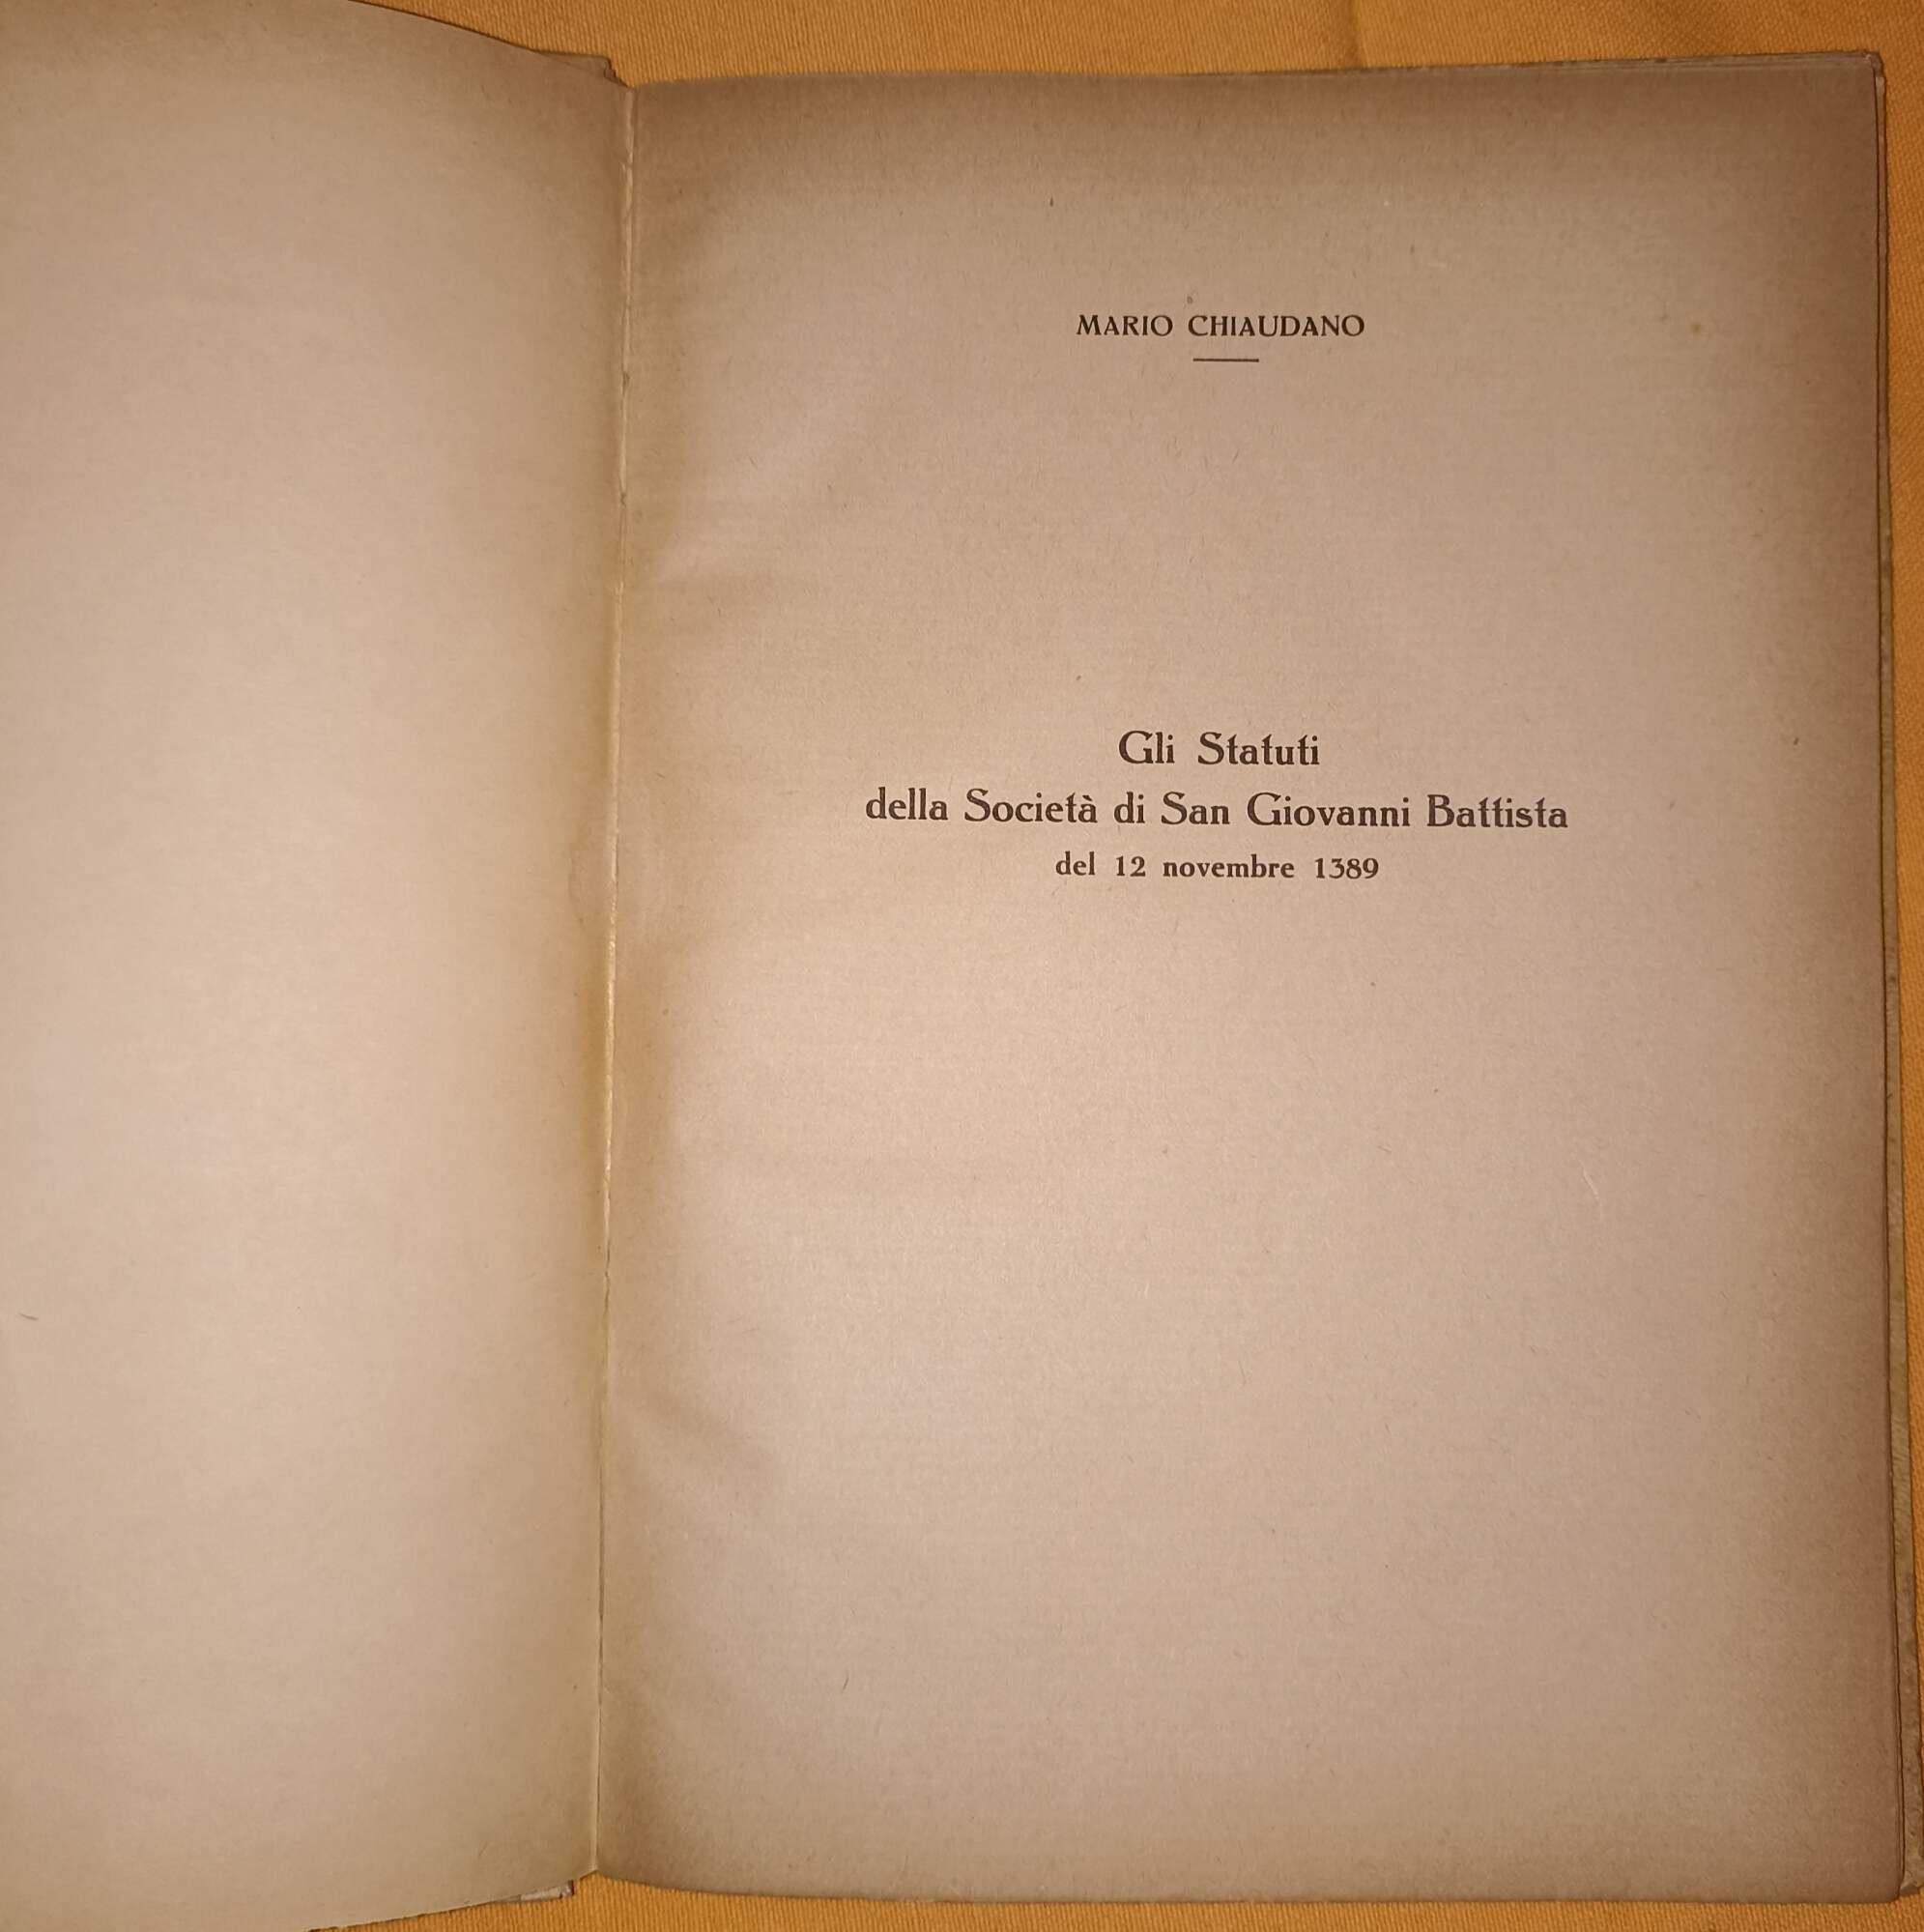 MARIO CHIAUDANO
Gli Statuti
della Società di San Giovanni Battista
del 12 novembre 1389